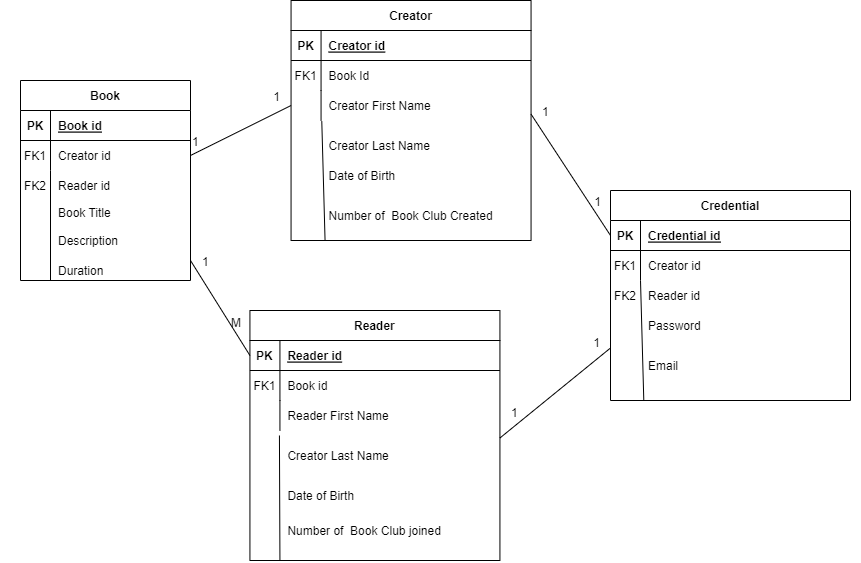 Creator
PK Creator id
FK1 Book Id
Creator First Name
Creator Last Name
Date of Birth
Number of Book Club Created
1
1
Book
PK Book id
FK1 Creator id
FK2 Reader id
Book Title
Description
Duration
1
M
1
1
Credential
PK Credential id
FK1 Creator id
FK2 Reader id
Password
Email
Reader
PK Reader id
FK1 Book id
Reader First Name
Creator Last Name
Date of Birth
Number of Book Club joined
1
1